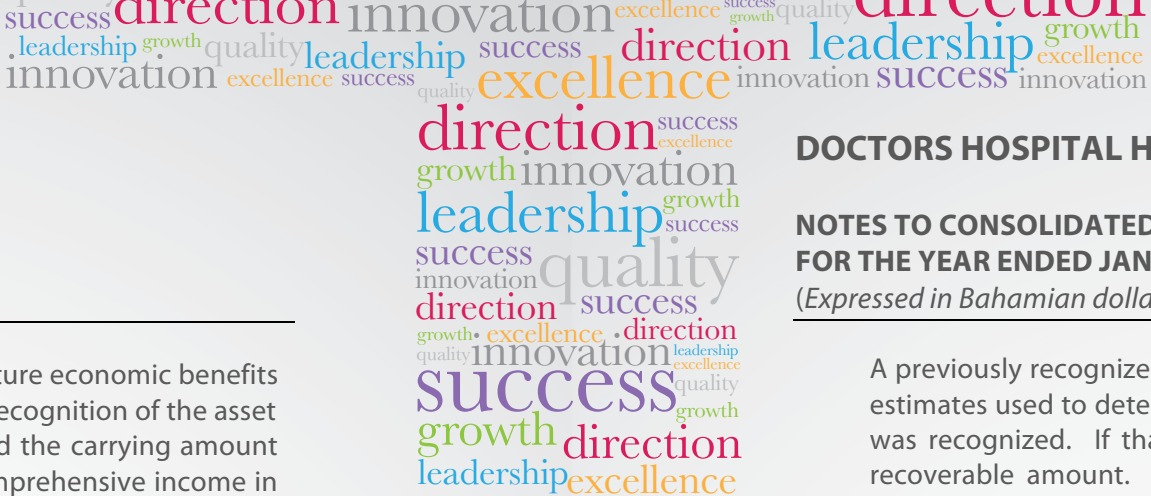 success direction innovation excellence success growth quality direction
leadership growth quality leadership success direction leadership growth
innovation excellence success quality excellence innovation success innovation excellence
direction success excellence
growth innovation
leadership growth success
success
innovation quality
direction success
growth excellence direction
quality innovation leadership excellence
success quality
growth growth
direction
leadership excellence
ture economic benefits
ecognition of the asset
d the carrying amount
nprehensive income in
DOCTORS HOSPITAL H
NOTES TO CONSOLIDATED
FOR THE YEAR ENDED JAN
(Expressed in Bahamian dolla
A previously recognize
estimates used to dete
was recognized. If tha
recoverable amount.